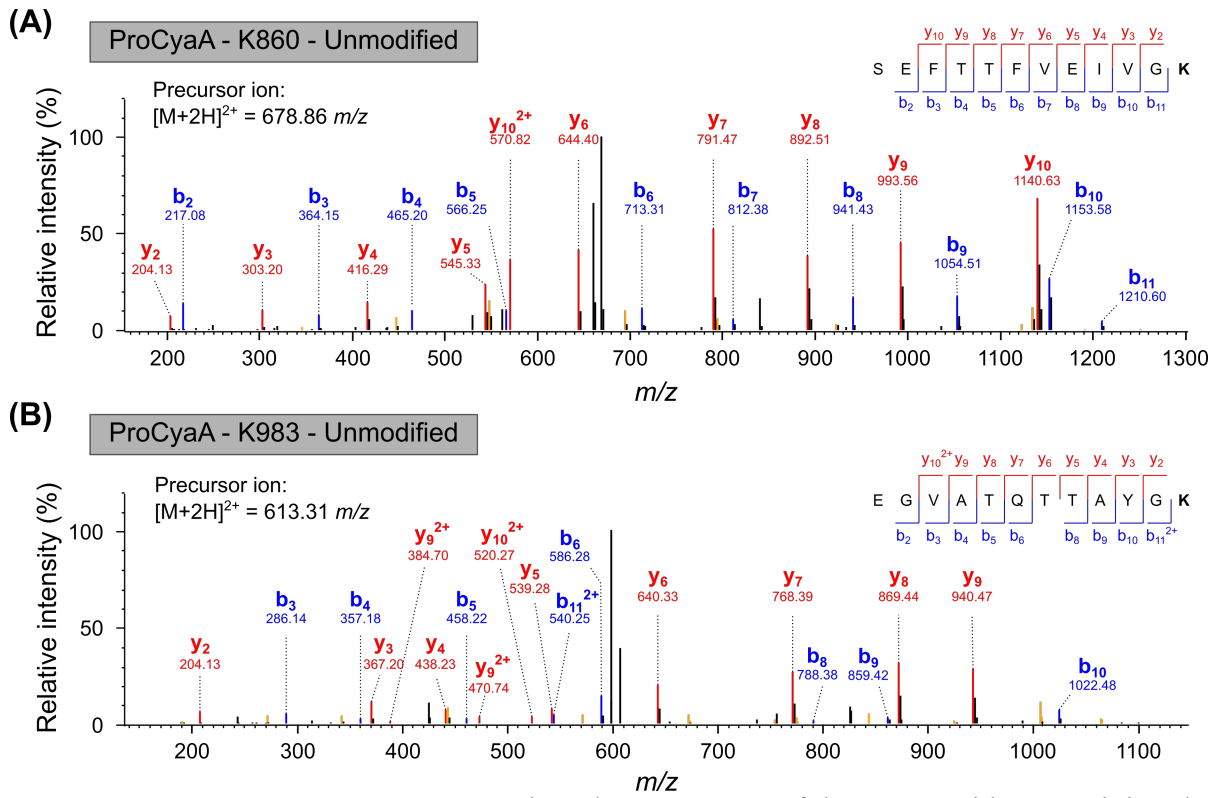 (A)
ProCyaA - K860 - Unmodified
Precursor ion:
[M+2H]2+ = 678.86 m/z
y10 y9 y8 y7 y6 y5 y4 y3 y2
S E F T T F V E I V G K
b2 b3 b4 b5 b6 b7 b8 b9 b10 b11
Relative intensity (%)
100
50
0
y2
204.13
b2
217.08
y3
303.20
b3
364.15
y4
416.29
b4
465.20
y5
545.33
b5
566.25
y10 2+
570.82
y6
644.40
b6
713.31
y7
791.47
b7
812.38
y8
892.51
b8
941.43
y9
993.56
b9
1054.51
y10
1140.63
b10
1153.58
b11
1210.60
200 300 400 500 600 700 800 900 1000 1100 1200 1300
m/z
(B)
ProCyaA - K983 - Unmodified
Precursor ion:
[M+2H]2+ = 613.31 m/z
y10 2+ y9 y8 y7 y6 y5 y4 y3 y2
E G V A T Q T T A Y G K
b2 b3 b4 b5 b6 b8 b9 b10 b11 2+
Relative intensity (%)
100
50
0
y2
204.13
b3
286.14
b4
357.18
y3
367.20
y9 2+
384.70
y4
438.23
b5
458.22
y9 2+
470.74
y10 2+
520.27
y5
539.28
b11 2+
540.25
b6
586.28
y6
640.33
y7
768.39
b8
788.38
b9
859.42
y8
869.44
y9
940.47
b10
1022.48
200 300 400 500 600 700 800 900 1000 1100
m/z